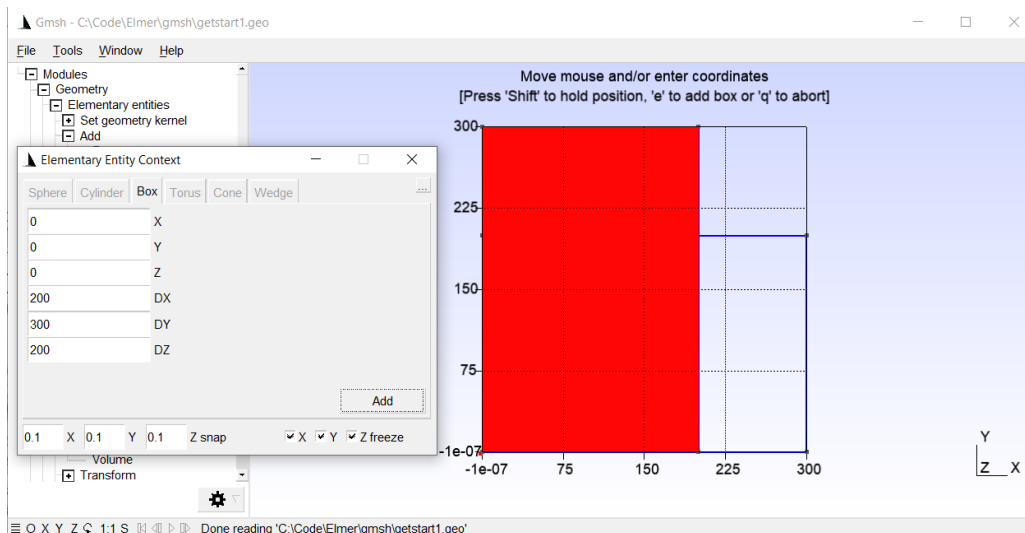 Gmsh - C:\Code\Elmer\gmsh\getstart1.geo
File Tools Window Help
Modules
Geometry
Elementary entities
Set geometry kernel
Add
Elementary Entity Context
Sphere Cylinder Box Torus Cone Wedge ...
0 X
0 Y
0 Z
200 DX
300 DY
200 DZ
Add
0.1 X 0.1 Y 0.1 Z snap X Y Z freeze
Volume
Transform
Move mouse and/or enter coordinates
[Press 'Shift' to hold position, 'e' to add box or 'q' to abort]
300
225
150
75
-1e-07
-1e-07 75 150 225 300
Y
Z X
O X Y Z 1:1 S Done reading 'C:\Code\Elmer\gmsh\getstart1.geo'